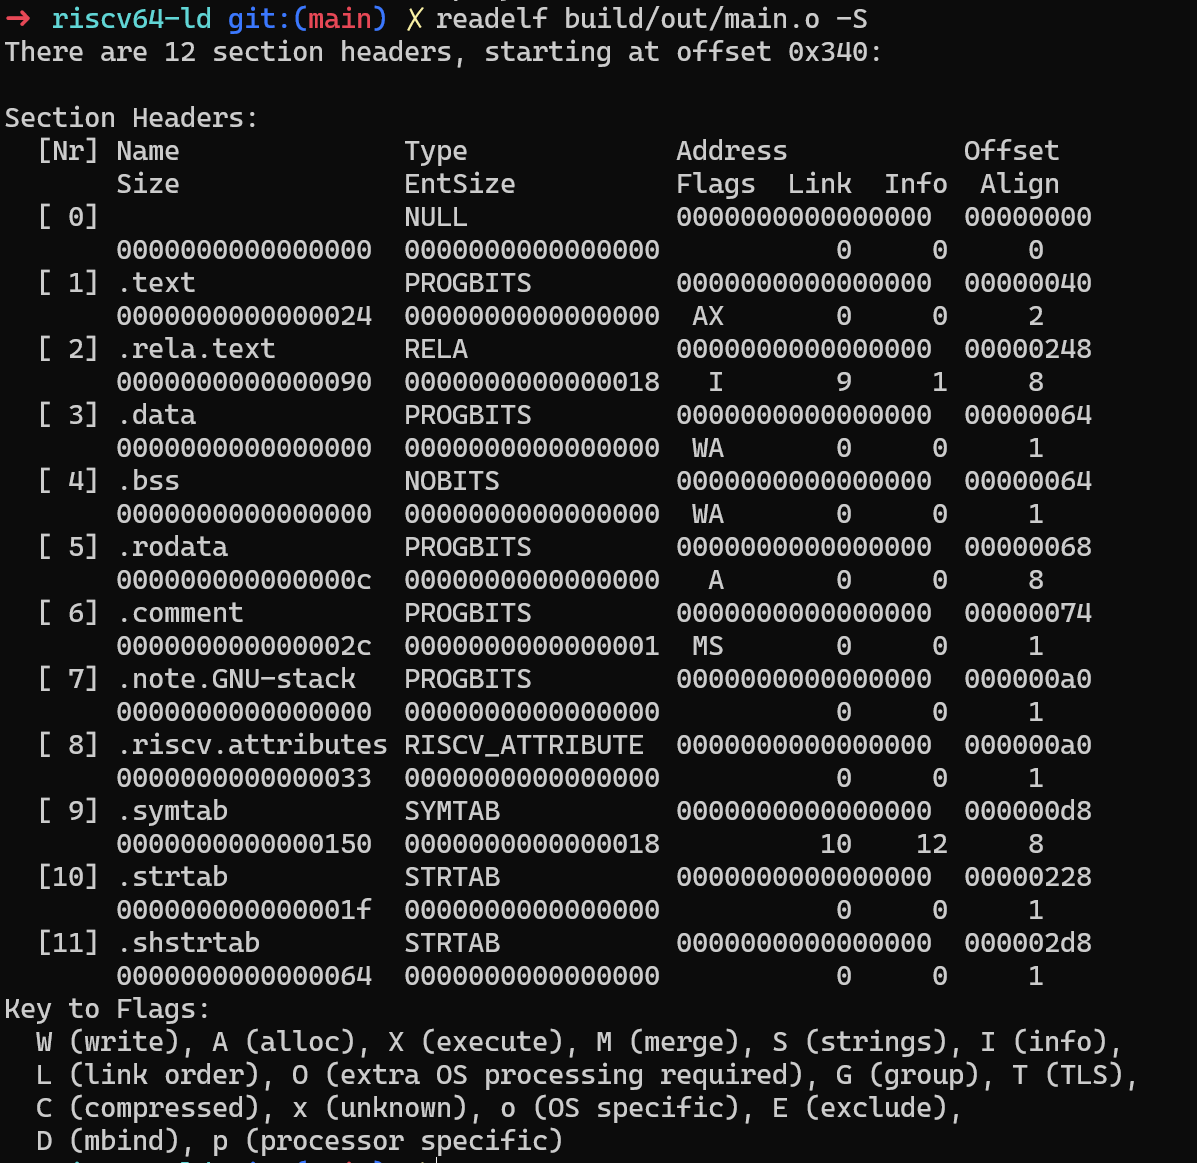 → riscv64-ld git:(main) ✗ readelf build/out/main.o -S
There are 12 section headers, starting at offset 0x340:

Section Headers:
  [Nr] Name              Type             Address           Offset
       Size              EntSize          Flags  Link  Info  Align
  [ 0]                   NULL             0000000000000000  00000000
       0000000000000000  0000000000000000           0     0     0
  [ 1] .text             PROGBITS         0000000000000000  00000040
       0000000000000024  0000000000000000  AX       0     0     2
  [ 2] .rela.text        RELA             0000000000000000  00000248
       0000000000000090  0000000000000018   I       9     1     8
  [ 3] .data             PROGBITS         0000000000000000  00000064
       0000000000000000  0000000000000000  WA       0     0     1
  [ 4] .bss              NOBITS           0000000000000000  00000064
       0000000000000000  0000000000000000  WA       0     0     1
  [ 5] .rodata           PROGBITS         0000000000000000  00000068
       000000000000000c  0000000000000000   A       0     0     8
  [ 6] .comment          PROGBITS         0000000000000000  00000074
       000000000000002c  0000000000000001  MS       0     0     1
  [ 7] .note.GNU-stack   PROGBITS         0000000000000000  000000a0
       0000000000000000  0000000000000000           0     0     1
  [ 8] .riscv.attributes RISCV_ATTRIBUTE  0000000000000000  000000a0
       0000000000000033  0000000000000000           0     0     1
  [ 9] .symtab           SYMTAB           0000000000000000  000000d8
       0000000000000150  0000000000000018          10    12     8
  [10] .strtab           STRTAB           0000000000000000  00000228
       000000000000001f  0000000000000000           0     0     1
  [11] .shstrtab         STRTAB           0000000000000000  000002d8
       0000000000000064  0000000000000000           0     0     1
Key to Flags:
  W (write), A (alloc), X (execute), M (merge), S (strings), I (info),
  L (link order), O (extra OS processing required), G (group), T (TLS),
  C (compressed), x (unknown), o (OS specific), E (exclude),
  D (mbind), p (processor specific)